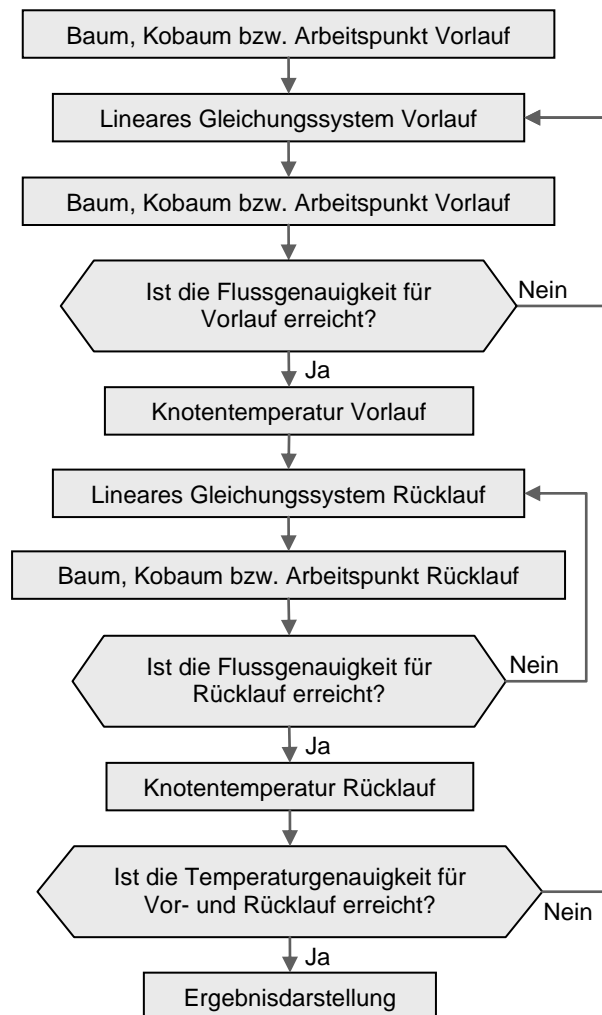 Baum, Kobaum bzw. Arbeitspunkt Vorlauf
Lineares Gleichungssystem Vorlauf
Baum, Kobaum bzw. Arbeitspunkt Vorlauf
Ist die Flussgenauigkeit für
Vorlauf erreicht?
Nein
Ja
Knotentemperatur Vorlauf
Lineares Gleichungssystem Rücklauf
Baum, Kobaum bzw. Arbeitspunkt Rücklauf
Ist die Flussgenauigkeit für
Rücklauf erreicht?
Nein
Ja
Knotentemperatur Rücklauf
Ist die Temperaturgenauigkeit für
Vor- und Rücklauf erreicht?
Nein
Ja
Ergebnisdarstellung